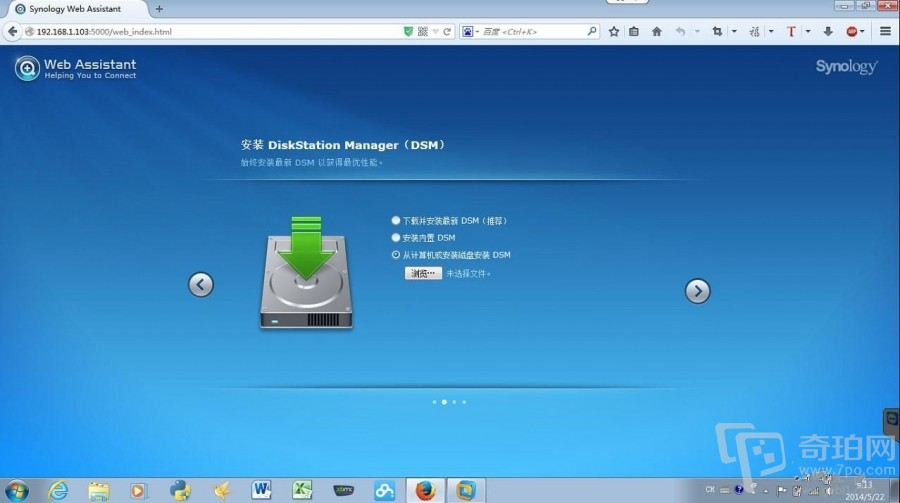 Synology Web Assistant
192.168.1.103:5000/web_index.html
百度 <Ctrl+K>
Web Assistant
Helping You to Connect
Synology
安装 DiskStation Manager（DSM）
始终安装最新 DSM 以获得最优性能。
下载并安装最新 DSM（推荐）
安装内置 DSM
从计算机或安装磁盘安装 DSM
浏览… 未选择文件。
奇珀网
www.7po.com
CH
2014/5/22